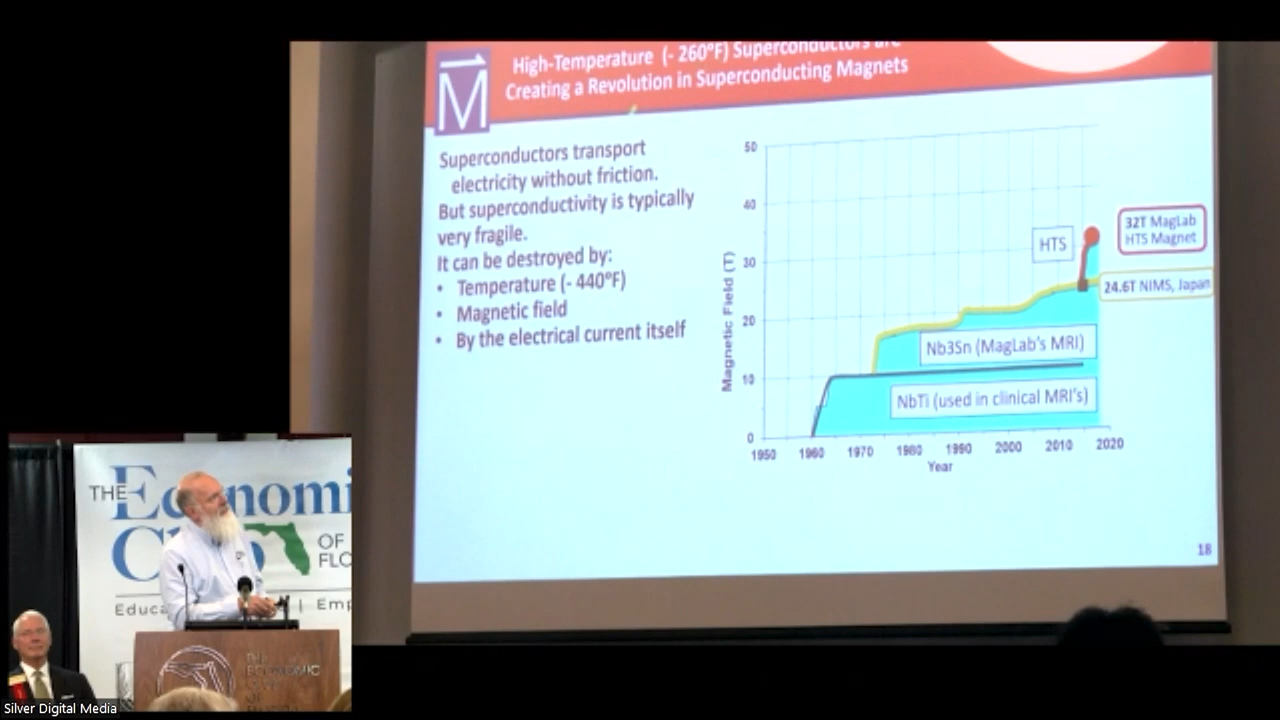 High-Temperature (- 260°F) Superconductors are
Creating a Revolution in Superconducting Magnets
M
Superconductors transport
electricity without friction.
But superconductivity is typically
very fragile.
It can be destroyed by:
• Temperature (- 440°F)
• Magnetic field
• By the electrical current itself
Magnetic Field (T)
50
40
30
20
10
0
HTS
32T MagLab
HTS Magnet
24.6T NIMS, Japan
Nb3Sn (MagLab's MRI)
NbTi (used in clinical MRI's)
1950
1960
1970
1980
1990
2000
2010
2020
Year
18
THE Economi
OF
FLO
Educa
| Emp
THE
ECONOMIC
OF
Silver Digital Media